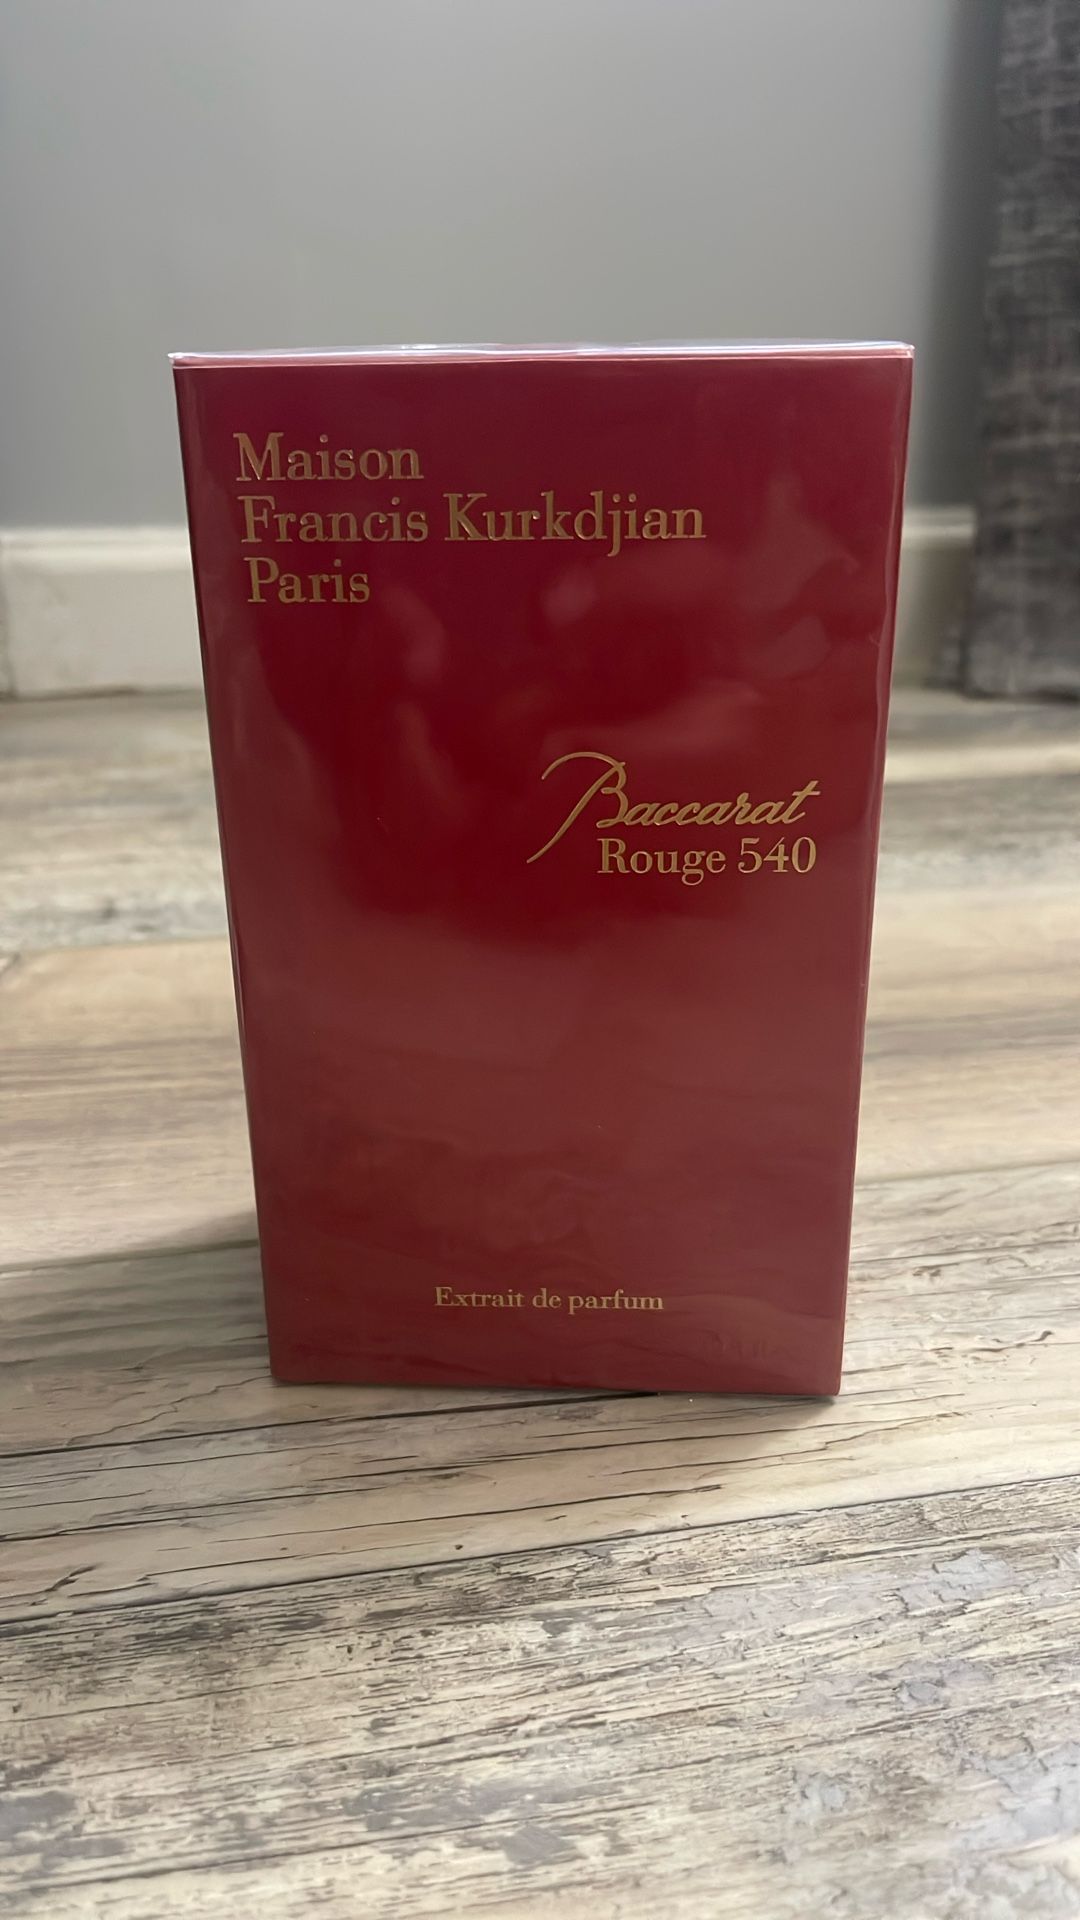 Maison
Francis Kurkdjian
Paris
Baccarat
Rouge 540
Extrait de parfum